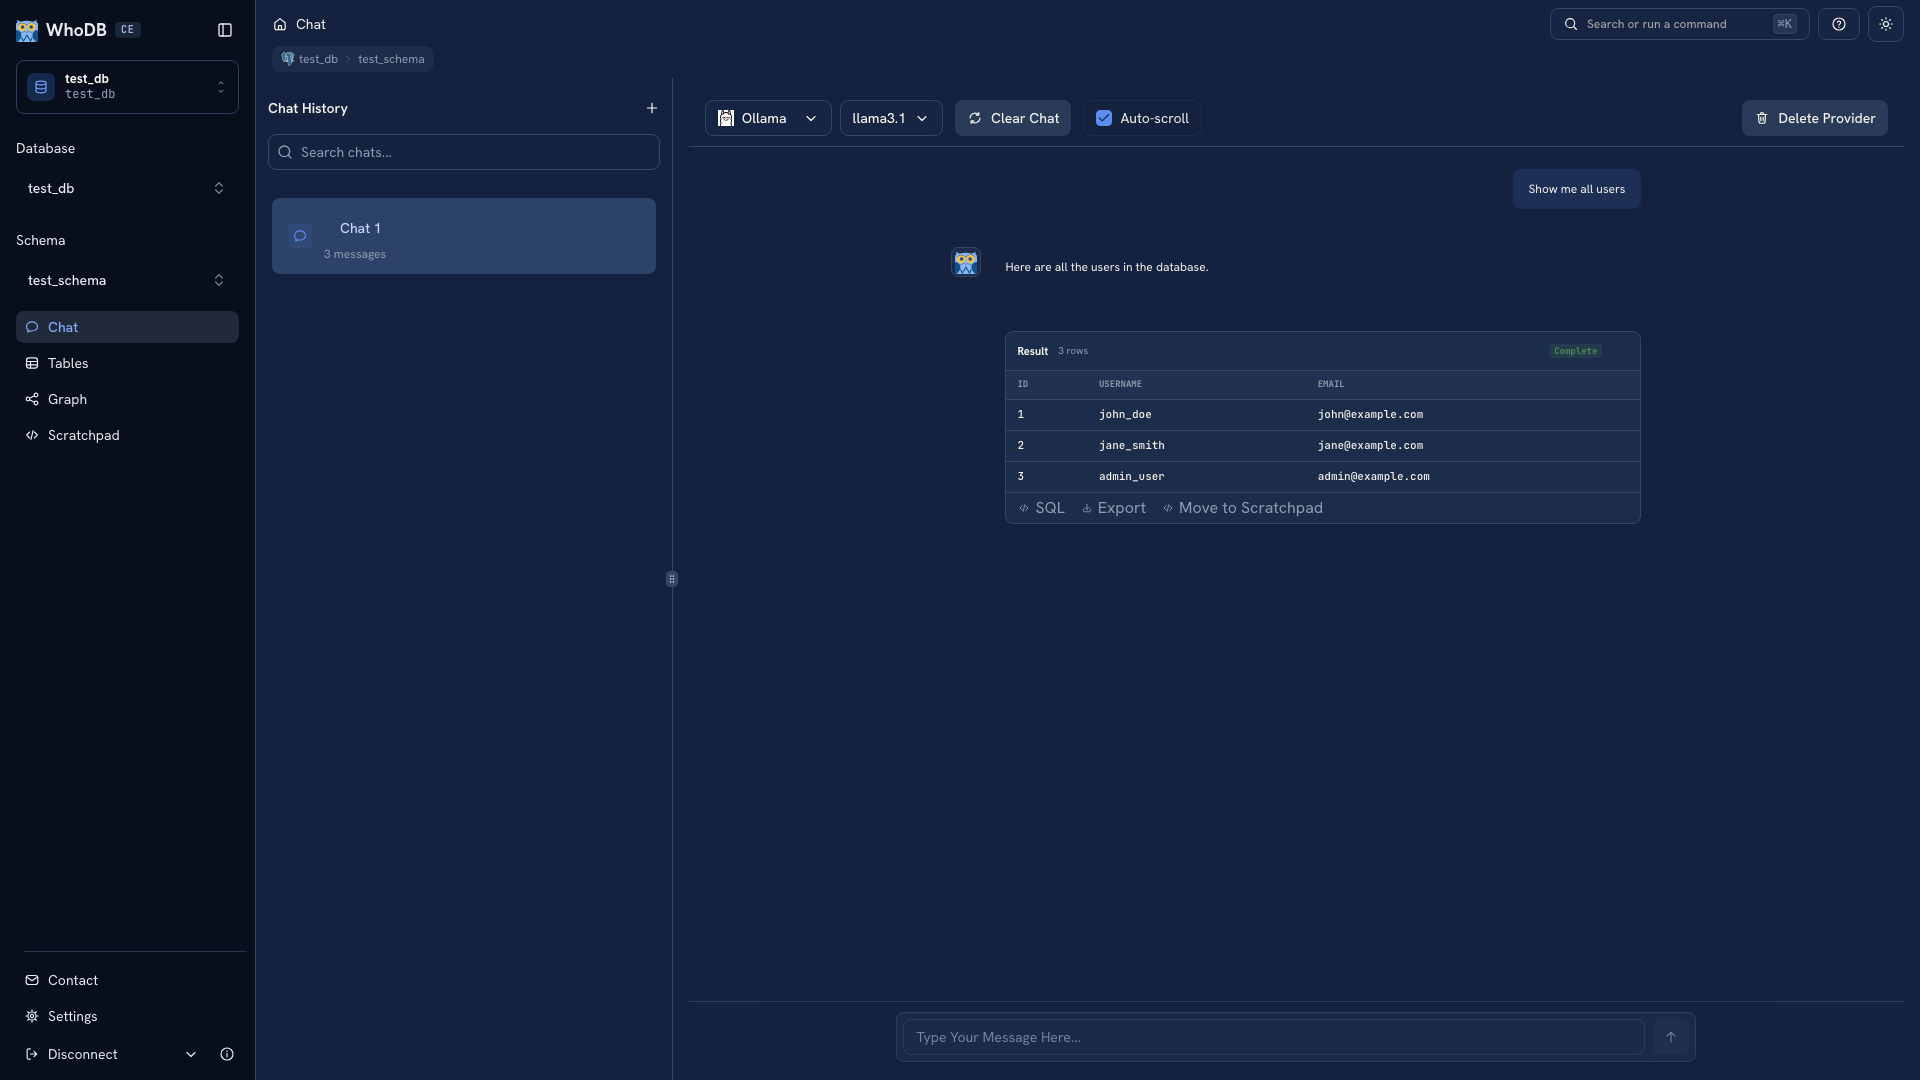 WhoDB CE
test_db
test_db
Database
test_db
Schema
test_schema
Chat
Tables
Graph
Scratchpad
Contact
Settings
Disconnect
Chat
test_db > test_schema
Search or run a command ⌘K
Chat History
Search chats...
Chat 1
3 messages
Ollama
llama3.1
Clear Chat
Auto-scroll
Delete Provider
Show me all users
Here are all the users in the database.
Result 3 rows Complete
ID USERNAME EMAIL
1 john_doe john@example.com
2 jane_smith jane@example.com
3 admin_user admin@example.com
SQL Export Move to Scratchpad
Type Your Message Here...